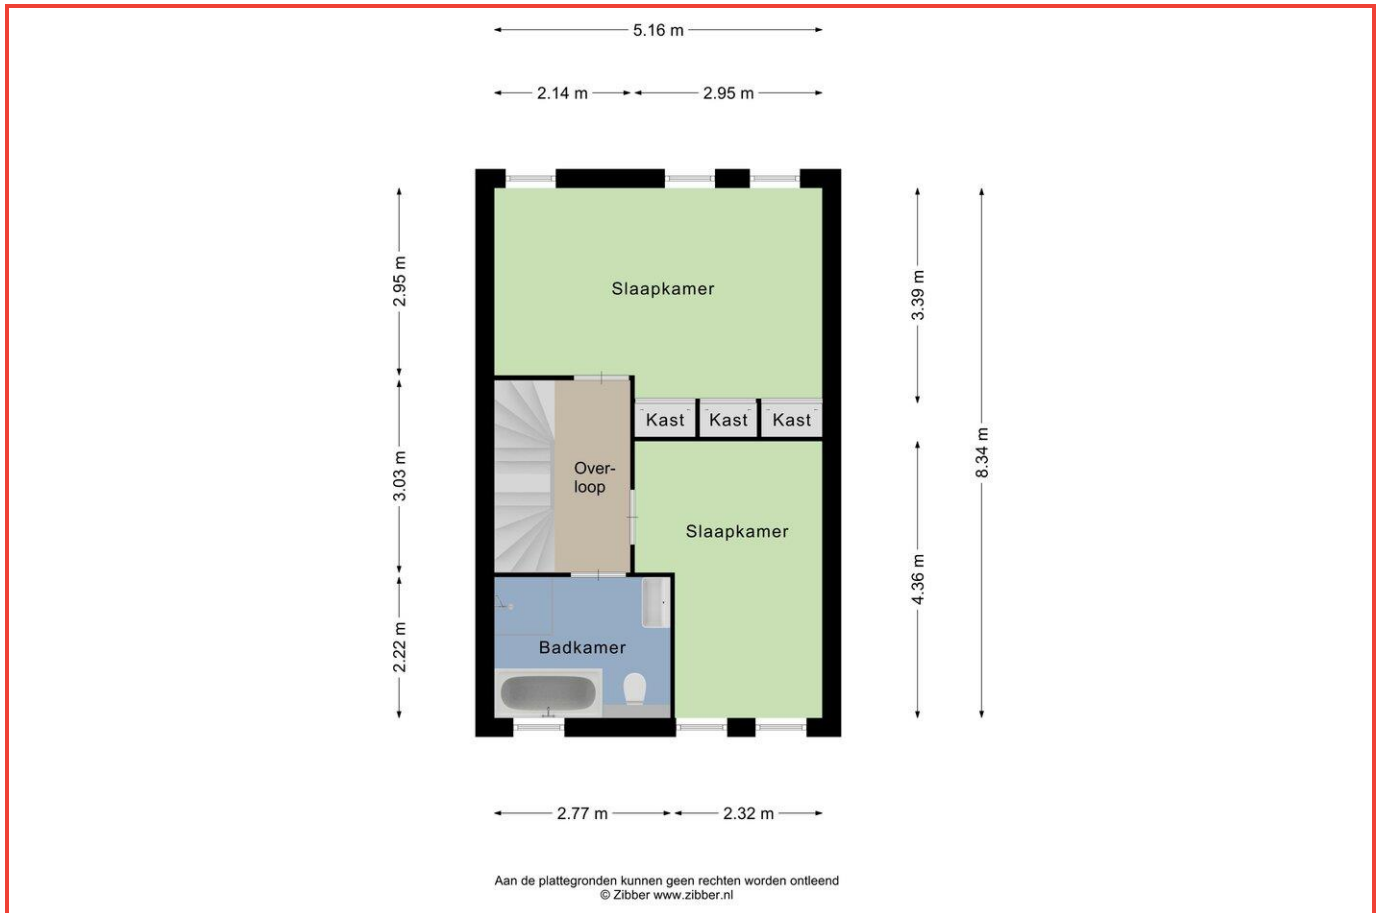 5.16 m
2.14 m
2.95 m
2.95 m
3.39 m
Slaapkamer
Kast
Kast
Kast
8.34 m
3.03 m
Over-
loop
Slaapkamer
4.36 m
2.22 m
Badkamer
2.77 m
2.32 m
Aan de plattegronden kunnen geen rechten worden ontleend
© Zibber www.zibber.nl